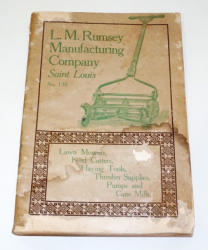 L. M. Rumsey
Manufacturing
Company
Saint Louis
Lawn Mowers,
Feed Cutters,
Haying Tools,
Thresher Supplies,
Pumps and
Cane Mills.